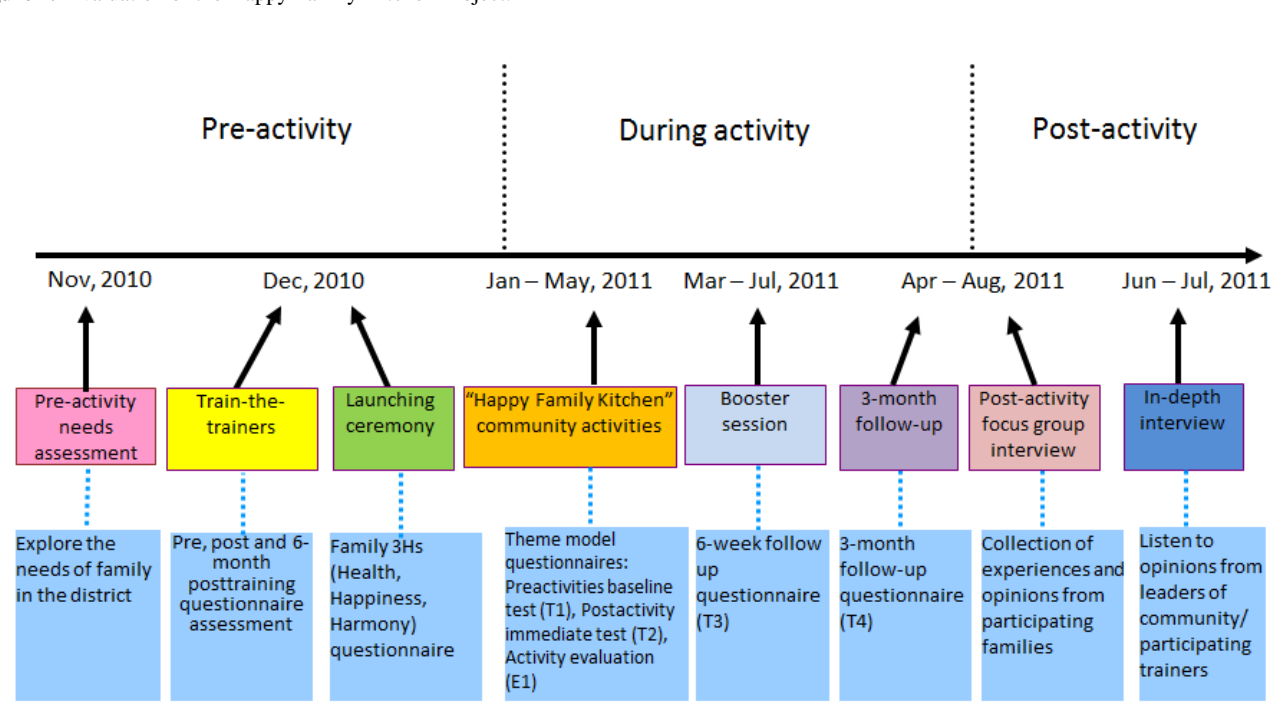 Pre-activity
During activity
Post-activity
Nov, 2010
Dec, 2010
Jan – May, 2011
Mar – Jul, 2011
Apr – Aug, 2011
Jun – Jul, 2011
Pre-activity
needs
assessment
Train-the-
trainers
Launching
ceremony
“Happy Family Kitchen”
community activities
Booster
session
3-month
follow-up
Post-activity
focus group
interview
In-depth
interview
Explore the
needs of family
in the district
Pre, post and 6-
month
posttraining
questionnaire
assessment
Family 3Hs
(Health,
Happiness,
Harmony)
questionnaire
Theme model
questionnaires:
Preactivities baseline
test (T1), Postactivity
immediate test (T2),
Activity evaluation
(E1)
6-week follow
up
questionnaire
(T3)
3-month
follow-up
questionnaire
(T4)
Collection of
experiences and
opinions from
participating
families
Listen to
opinions from
leaders of
community/
participating
trainers